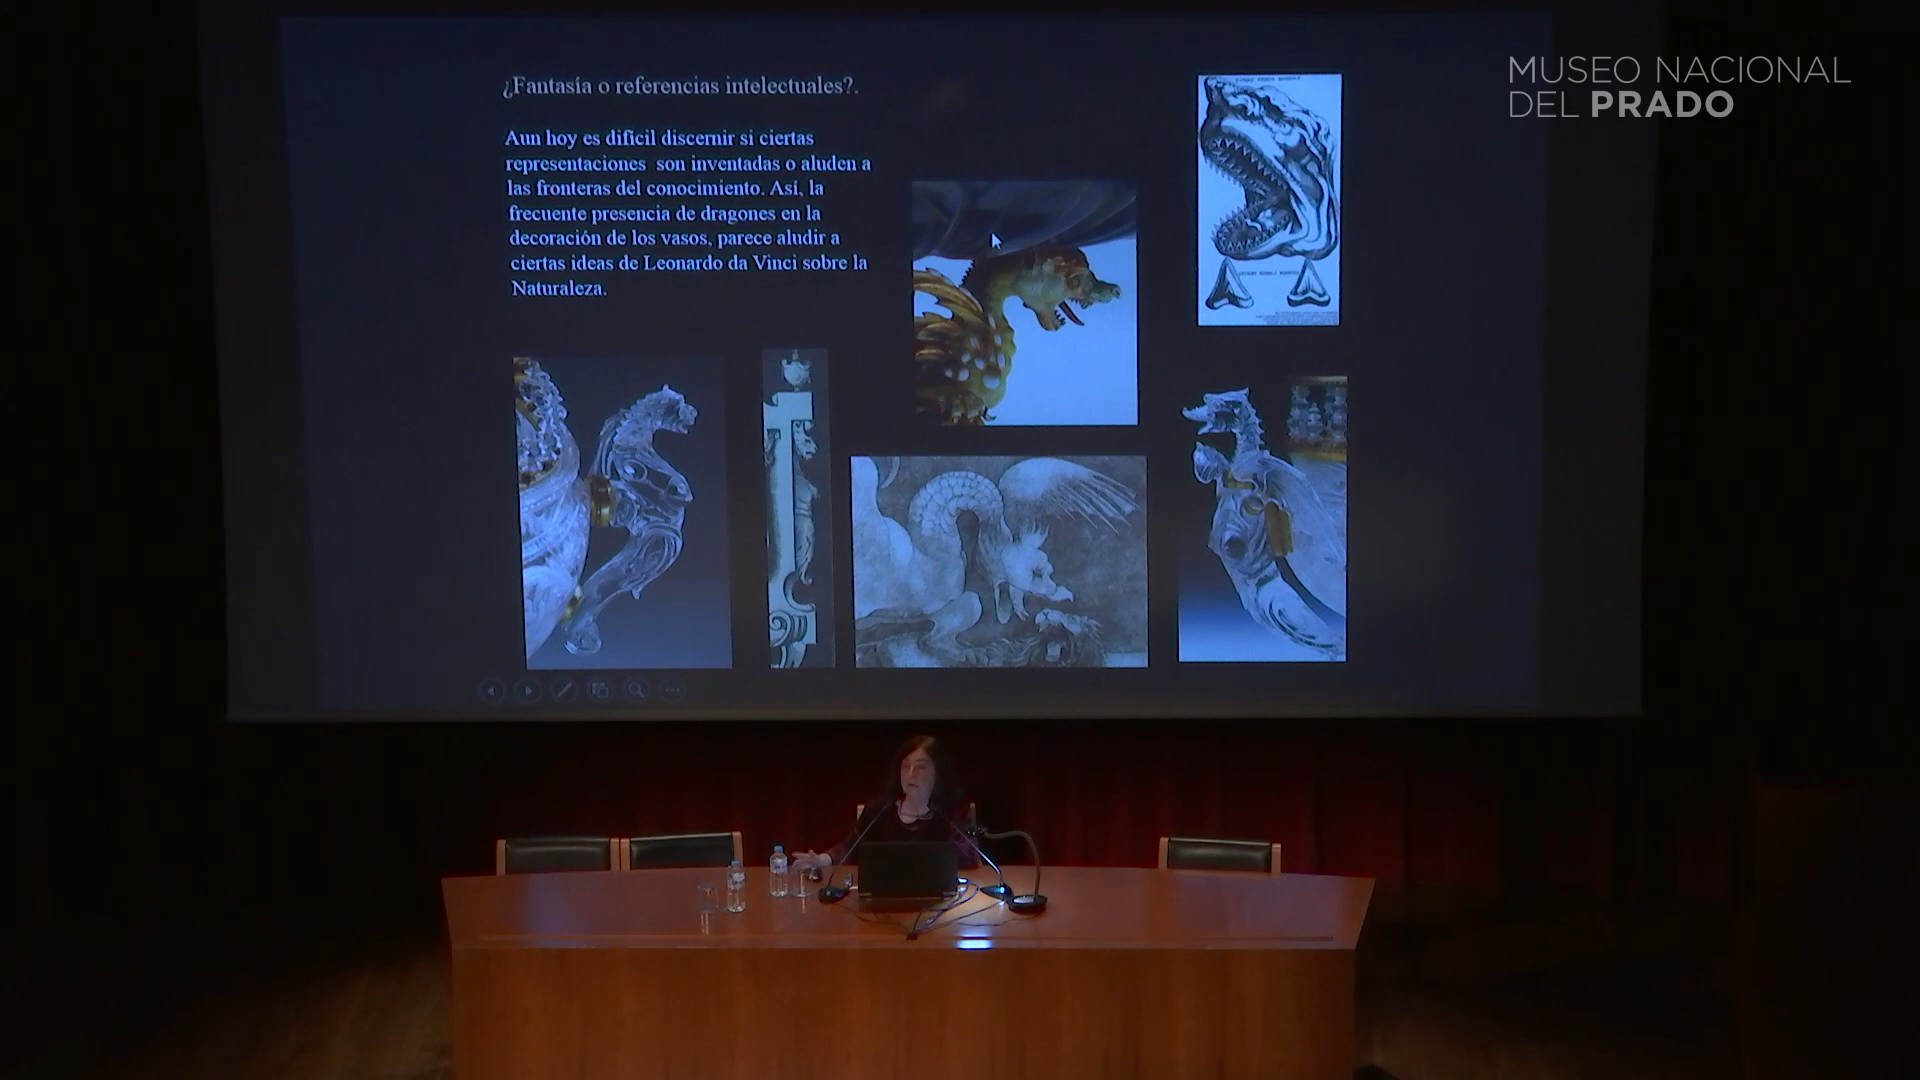 ¿Fantasía o referencias intelectuales?.
Aun hoy es difícil discernir si ciertas
representaciones son inventadas o aluden a
las fronteras del conocimiento. Así, la
frecuente presencia de dragones en la
decoración de los vasos, parece aludir a
ciertas ideas de Leonardo da Vinci sobre la
Naturaleza.
MUSEO NACIONAL
DEL PRADO